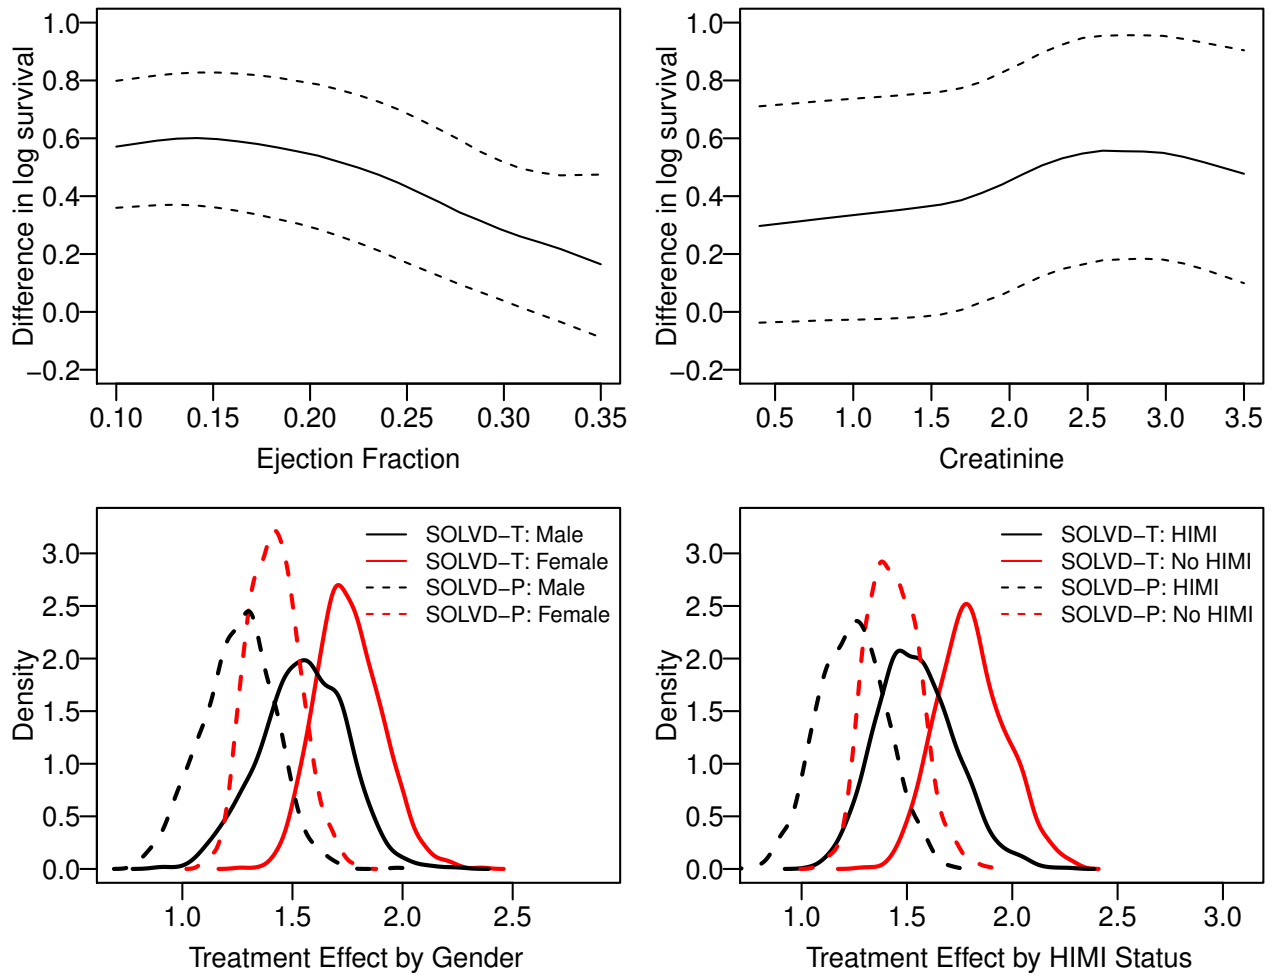 1.0
0.8
0.6
0.4
0.2
0.0
−0.2
Difference in log survival
0.10 0.15 0.20 0.25 0.30 0.35
Ejection Fraction
1.0
0.8
0.6
0.4
0.2
0.0
−0.2
Difference in log survival
0.5 1.0 1.5 2.0 2.5 3.0 3.5
Creatinine
SOLVD−T: Male
SOLVD−T: Female
SOLVD−P: Male
SOLVD−P: Female
3.0
2.5
2.0
1.5
1.0
0.5
0.0
Density
1.0 1.5 2.0 2.5
Treatment Effect by Gender
SOLVD−T: HIMI
SOLVD−T: No HIMI
SOLVD−P: HIMI
SOLVD−P: No HIMI
3.0
2.5
2.0
1.5
1.0
0.5
0.0
Density
1.0 1.5 2.0 2.5 3.0
Treatment Effect by HIMI Status